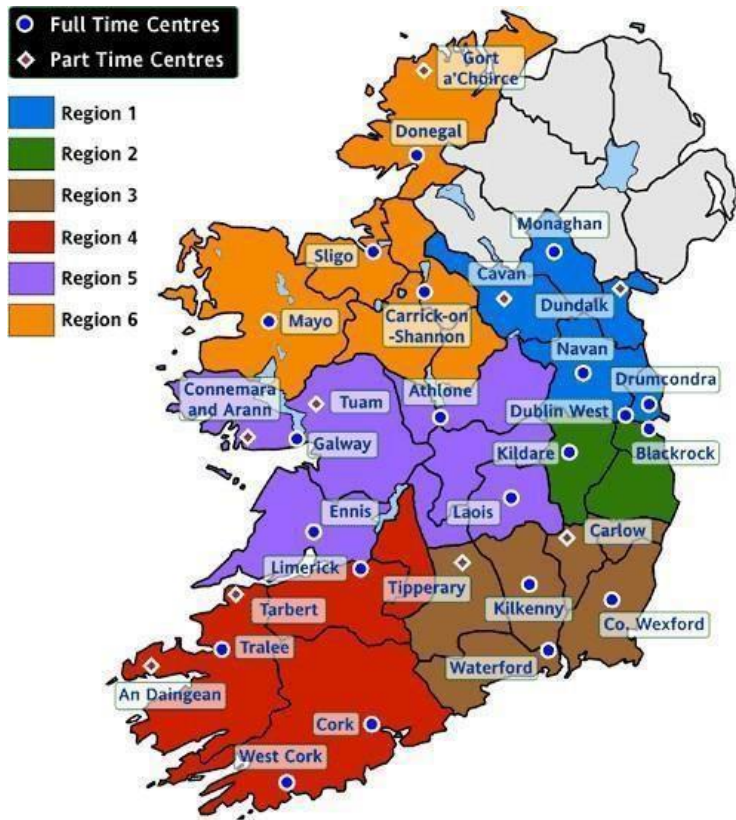 Full Time Centres
Part Time Centres
Region 1
Region 2
Region 3
Region 4
Region 5
Region 6
Gort
a'Choirce
Donegal
Monaghan
Sligo
Cavan
Dundalk
Carrick-on
-Shannon
Mayo
Navan
Drumcondra
Connemara
and Arann
Tuam
Athlone
Dublin West
Galway
Kildare
Blackrock
Ennis
Laois
Carlow
Limerick
Tipperary
Kilkenny
Tarbert
Co. Wexford
Tralee
Waterford
An Daingean
Cork
West Cork